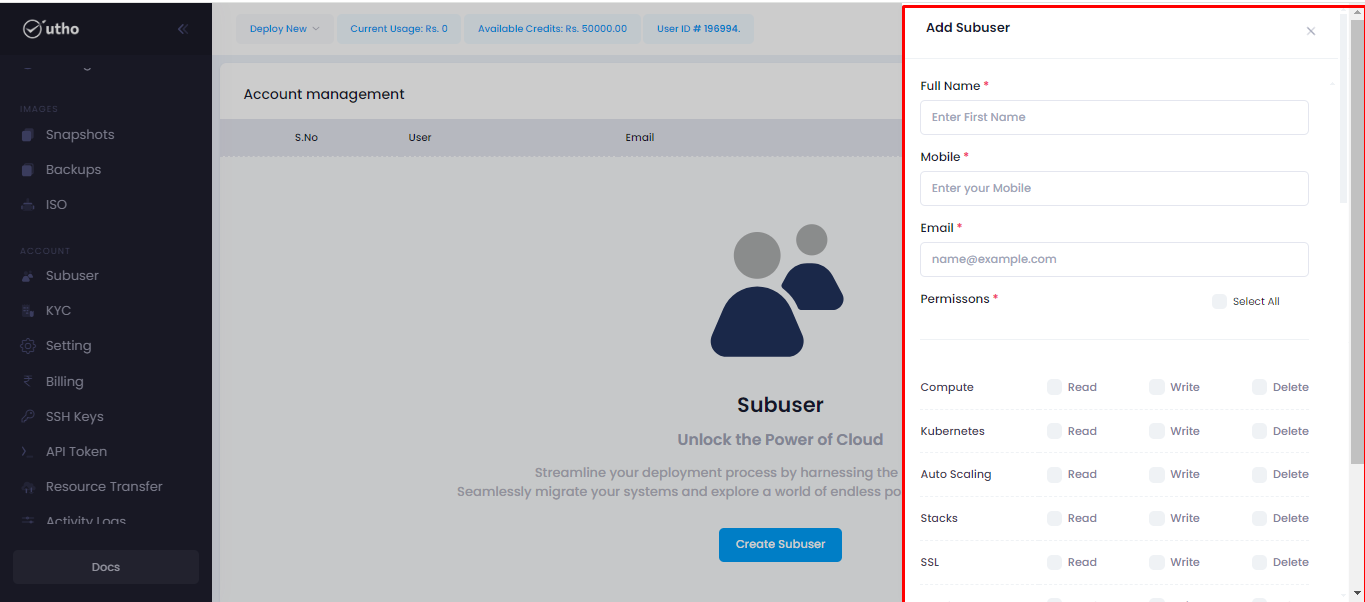 utho
IMAGES
Snapshots
Backups
ISO
ACCOUNT
Subuser
KYC
Setting
Billing
SSH Keys
API Token
Resource Transfer
Activity Logs
Docs
Deploy New
Current Usage: Rs. 0
Available Credits: Rs. 50000.00
User ID # 196994.
Account management
S.No User Email
Subuser
Unlock the Power of Cloud
Streamline your deployment process by harnessing the
Seamlessly migrate your systems and explore a world of endless
Create Subuser
Add Subuser
Full Name *
Enter First Name
Mobile *
Enter your Mobile
Email *
name@example.com
Permissons * Select All
Compute Read Write Delete
Kubernetes Read Write Delete
Auto Scaling Read Write Delete
Stacks Read Write Delete
SSL Read Write Delete